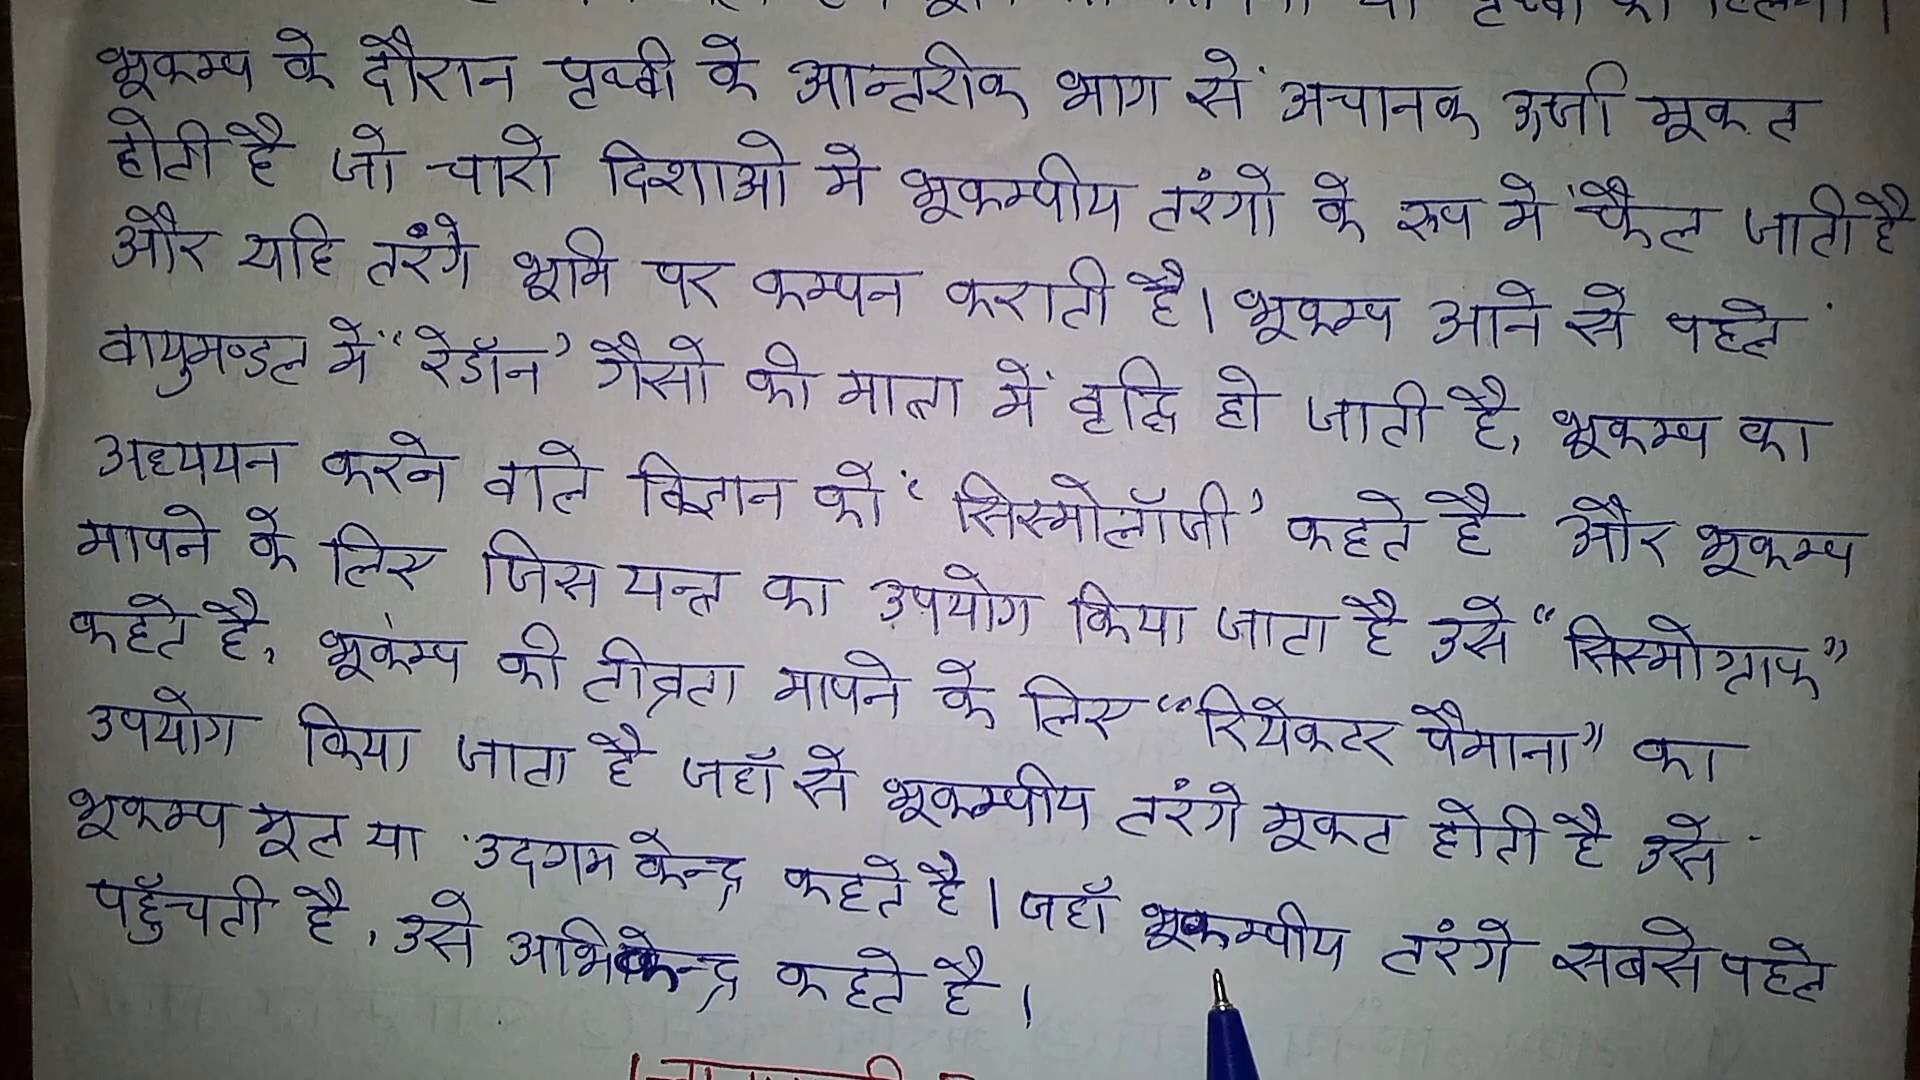 भूकम्प के दौरान पृथ्वी के आन्तरीक भाग से अचानक ऊर्जा मूकत
होती है जो चारो दिशाओ मे भूकम्पीय तरंगो के रूप मे फैल जाती है
और यहि तरंगे भूमि पर कम्पन कराती है। भूकम्प आने से पहले
वायुमण्डल में “रेडॉन’ गैसो की मात्रा में वृद्धि हो जाती है, भूकम्प का
अध्ययन करने वाले विज्ञान को ‘सिस्मोलॉजी’ कहते है और भूकम्प
मापने के लिए जिस यन्त्र का उपयोग किया जाता है उसे “सिस्मोग्राफ”
कहते है, भूकंम्प की तीव्रता मापने के लिए “रियेक्टर पैमाना” का
उपयोग किया जाता है जहाँ से भूकम्पीय तरंगे मूकत होती है उसे
भूकम्प मूल या उदगम केन्द्र कहते है। जहाँ भूकम्पीय तरंगे सबसे पहले
पहुँचती है, उसे अभिकेन्द्र कहते है।